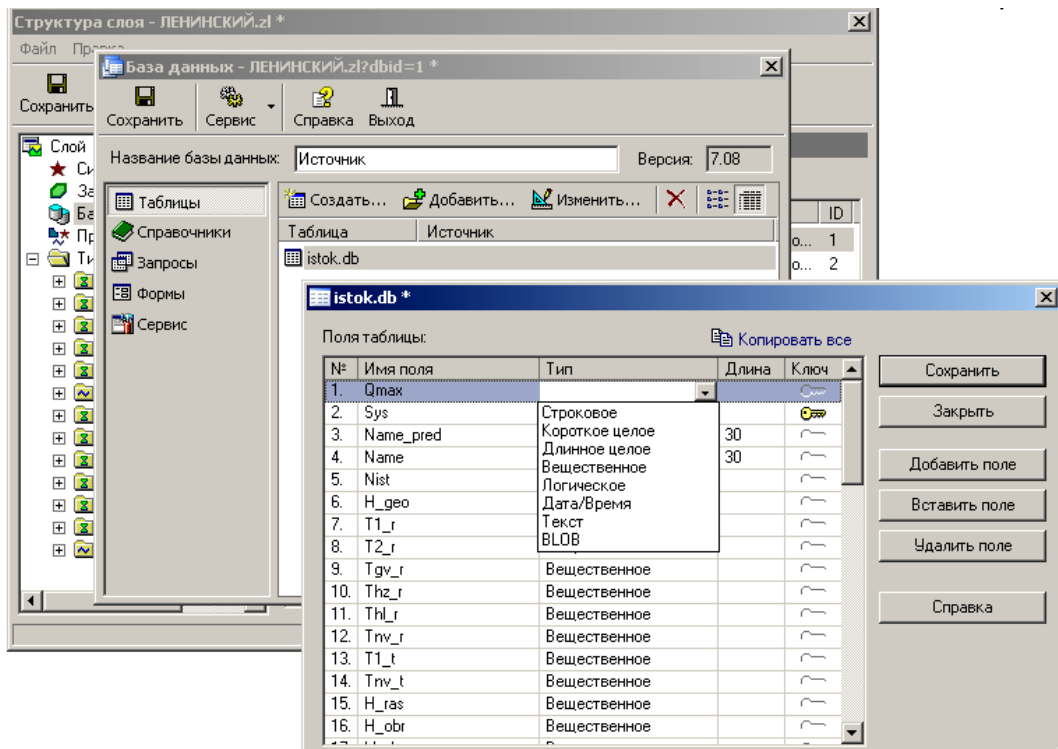 Структура слоя - ЛЕНИНСКИЙ.zl *
Файл
База данных - ЛЕНИНСКИЙ.zl?dbid=1 *
Сохранить
Сохранить Сервис Справка Выход
Слой
Название базы данных: Источник Версия: 7.08
Таблицы Создать... Добавить... Изменить...
ID
Справочники Таблица Источник
о... 1
Запросы istok.db
о... 2
Формы
Сервис
istok.db *
Поля таблицы: Копировать все
№ Имя поля Тип Длина Ключ Сохранить
1. Qmax
2. Sys Строковое Закрыть
3. Name_pred Короткое целое 30
4. Name Длинное целое 30
Вещественное Добавить поле
5. Nist Логическое
6. H_geo Дата/Время Вставить поле
7. T1_r Текст
8. T2_r BLOB Удалить поле
9. Tgv_r Вещественное
10. Thz_r Вещественное
11. Thl_r Вещественное Справка
12. Tnv_r Вещественное
13. T1_t Вещественное
14. Tnv_t Вещественное
15. H_ras Вещественное
16. H_obr Вещественное